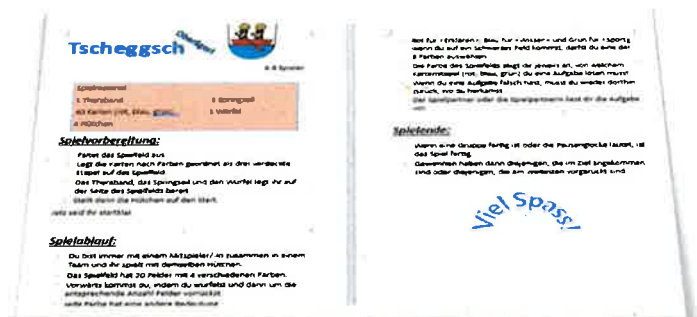 Tscheggsch
4-8 Spieler
Spielmaterial
1 Theraband 1 Springseil
1 Würfel
4 Hütchen
Spielvorbereitung:
Faltet das Spielfeld aus
Legt die Karten nach Farben geordnet als drei verdeckte
Stapel auf das Spielfeld
Das Theraband, das Springseil und den Würfel legt ihr auf
der Seite des Spielfelds bereit
Stellt dann die Hütchen auf den Start.
Jetzt seid ihr startklar
Spielablauf:
Du bist immer mit einem Mitspieler/-in zusammen in einem
Team und ihr spielt mit demselben Hütchen.
Das Spielfeld hat 20 Felder mit 4 verschiedenen Farben.
Vorwärts kommst du, indem du würfelst und dann um die
entsprechende Anzahl Felder vorrückst
Jede Farbe hat eine andere Bedeutung
Rot für «Erklären», Blau für «Wissen» und Grün für «Sport»
wenn du auf ein schwarzes Feld kommst, darfst du eine der
3 Farben auswählen
Die Farbe des Spielfelds zeigt dir jeweils an, von welchem
Kartenstapel (rot, blau, grün) du eine Aufgabe lösen musst
Wenn du eine Aufgabe falsch hast, musst du wieder dorthin
zurück, wo du herkamst
Der Spielpartner oder die Spielpartnerin liest dir die Aufgabe
vor
Spielende:
Wenn eine Gruppe fertig ist oder die Pausenglocke läutet, ist
das Spiel fertig
Gewonnen haben dann diejenigen, die im Ziel angekommen
sind oder diejenigen, die am weitesten vorgerückt sind
Viel Spass!